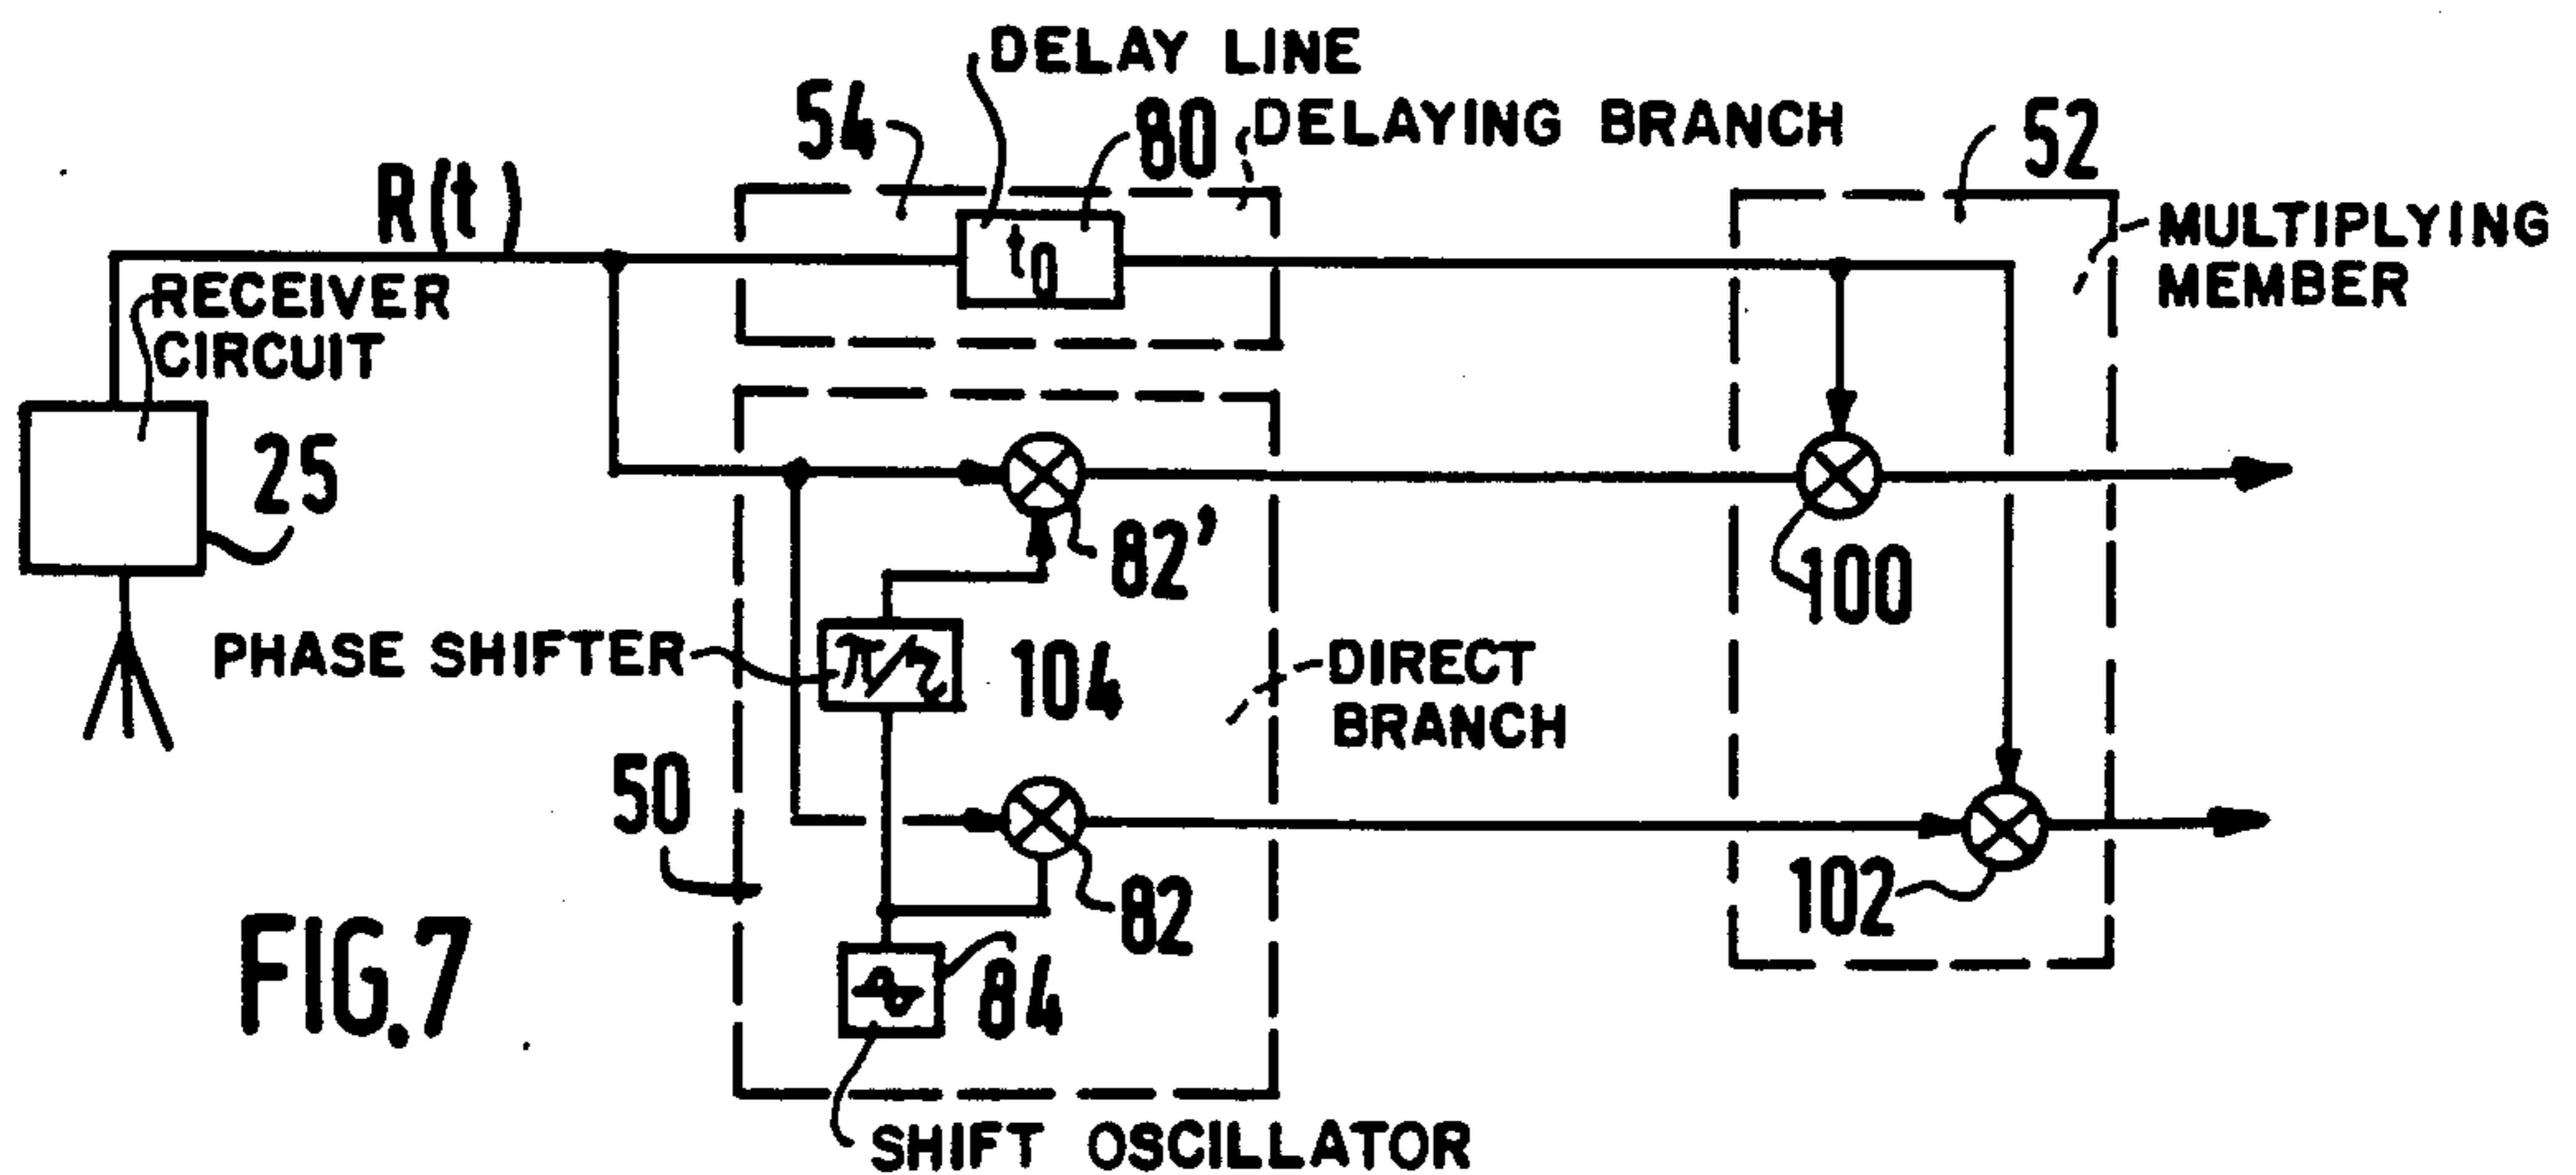 DELAY LINE
54
80
DELAYING BRANCH
52
R(t)
MULTIPLYING
MEMBER
t0
RECEIVER
CIRCUIT
25
82'
100
PHASE SHIFTER
π/2
104
DIRECT
BRANCH
50
82
102
84
FIG.7
SHIFT OSCILLATOR